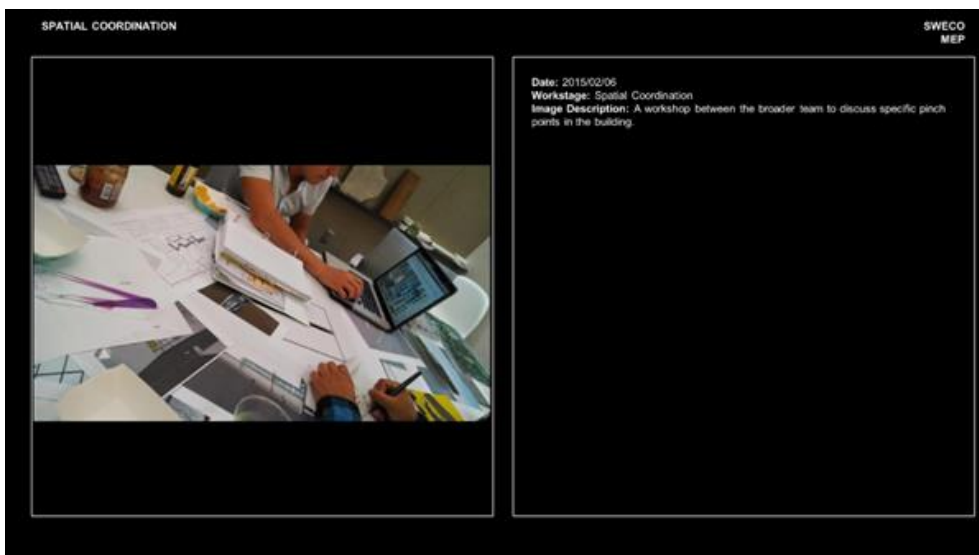 SPATIAL COORDINATION
SWECO
MEP
Date: 2015/02/06
Workstage: Spatial Coordination
Image Description: A workshop between the broader team to discuss specific pinch
points in the building.